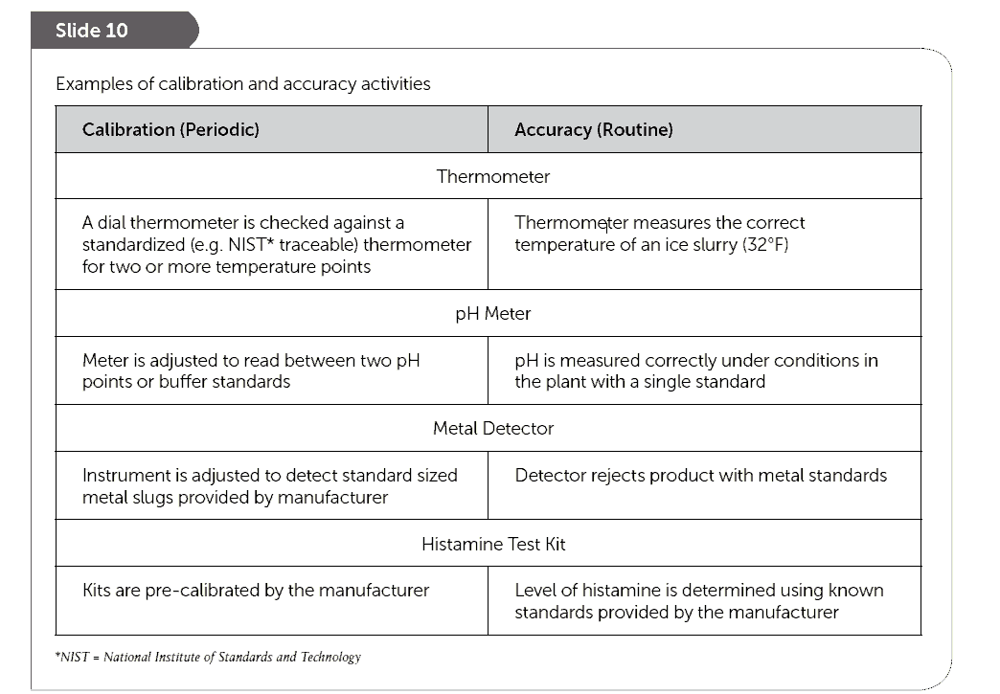 Slide 10
Examples of calibration and accuracy activities
Calibration (Periodic)
Accuracy (Routine)
Thermometer
A dial thermometer is checked against a
standardized (e.g. NIST* traceable) thermometer
for two or more temperature points
Thermometer measures the correct
temperature of an ice slurry (32°F)
pH Meter
Meter is adjusted to read between two pH
points or buffer standards
pH is measured correctly under conditions in
the plant with a single standard
Metal Detector
Instrument is adjusted to detect standard sized
metal slugs provided by manufacturer
Detector rejects product with metal standards
Histamine Test Kit
Kits are pre-calibrated by the manufacturer
Level of histamine is determined using known
standards provided by the manufacturer
*NIST = National Institute of Standards and Technology